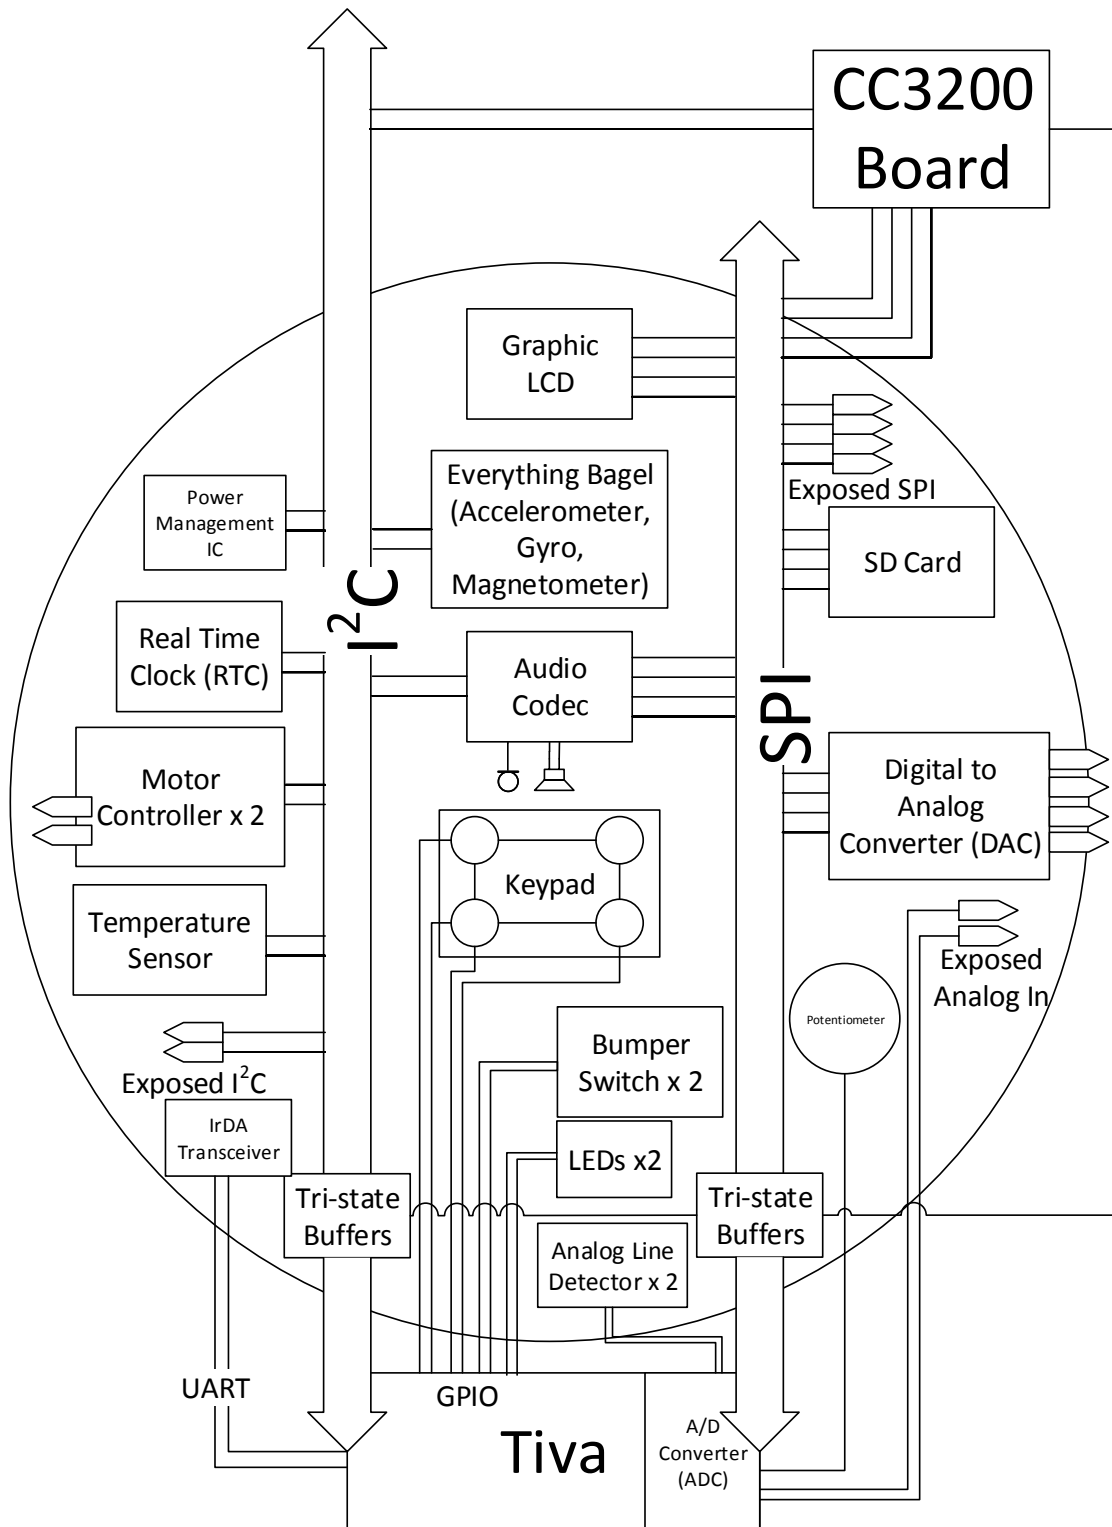 CC3200
Board
Graphic
LCD
Exposed SPI
Power
Management
IC
Everything Bagel
(Accelerometer,
Gyro,
Magnetometer)
SD Card
I²C
Real Time
Clock (RTC)
Audio
Codec
SPI
Motor
Controller x 2
Digital to
Analog
Converter (DAC)
Keypad
Temperature
Sensor
Exposed
Analog In
Potentiometer
Exposed I²C
Bumper
Switch x 2
IrDA
Transceiver
LEDs x2
Tri-state
Buffers
Tri-state
Buffers
Analog Line
Detector x 2
UART
GPIO
Tiva
A/D
Converter
(ADC)